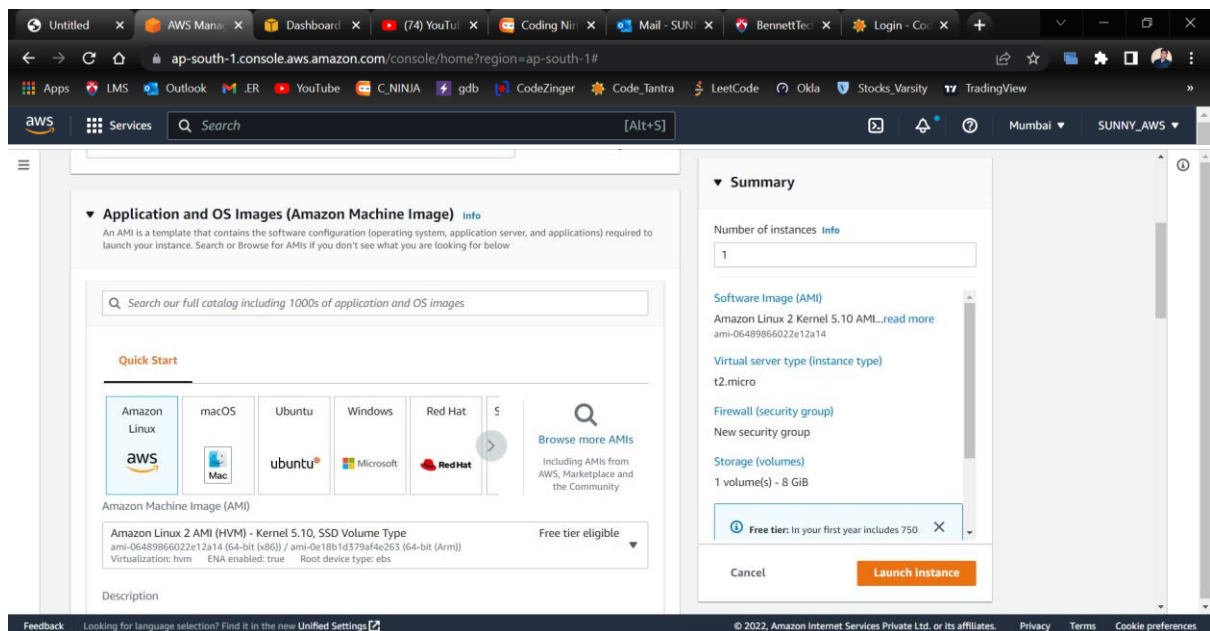 Untitled
AWS Manag
Dashboard
(74) YouTub
Coding Nin
Mail - SUN
BennettTec
Login - Coc
ap-south-1.console.aws.amazon.com/console/home?region=ap-south-1#
Apps
LMS
Outlook
.ER
YouTube
C_NINJA
gdb
CodeZinger
Code_Tantra
LeetCode
Okla
Stocks_Varsity
TradingView
aws
Services
Search
[Alt+S]
Mumbai
SUNNY_AWS
Application and OS Images (Amazon Machine Image) Info
An AMI is a template that contains the software configuration (operating system, application server, and applications) required to
launch your instance. Search or Browse for AMIs if you don't see what you are looking for
below
Search our full catalog including 1000s of application and OS images
Quick Start
Amazon
Linux
aws
macOS
Mac
Ubuntu
ubuntu
Windows
Microsoft
Red Hat
RedHat
S
Browse more AMIs
Including AMIs from
AWS, Marketplace and
the Community
Amazon Machine Image (AMI)
Amazon Linux 2 AMI (HVM) - Kernel 5.10, SSD Volume Type
Free tier eligible
ami-06489866022e12a14 (64-bit (x86)) / ami-0e18b1d379af4e263 (64-bit (Arm))
Virtualization: hvm ENA enabled: true Root device type: ebs
Description
Summary
Number of instances Info
1
Software Image (AMI)
Amazon Linux 2 Kernel 5.10 AMI...read more
ami-06489866022e12a14
Virtual server type (instance type)
t2.micro
Firewall (security group)
New security group
Storage (volumes)
1 volume(s) - 8 GiB
Free tier: In your first year includes 750
Cancel
Launch instance
Feedback
Looking for language selection? Find it in the new Unified Settings
© 2022, Amazon Internet Services Private Ltd. or its affiliates.
Privacy
Terms
Cookie preferences